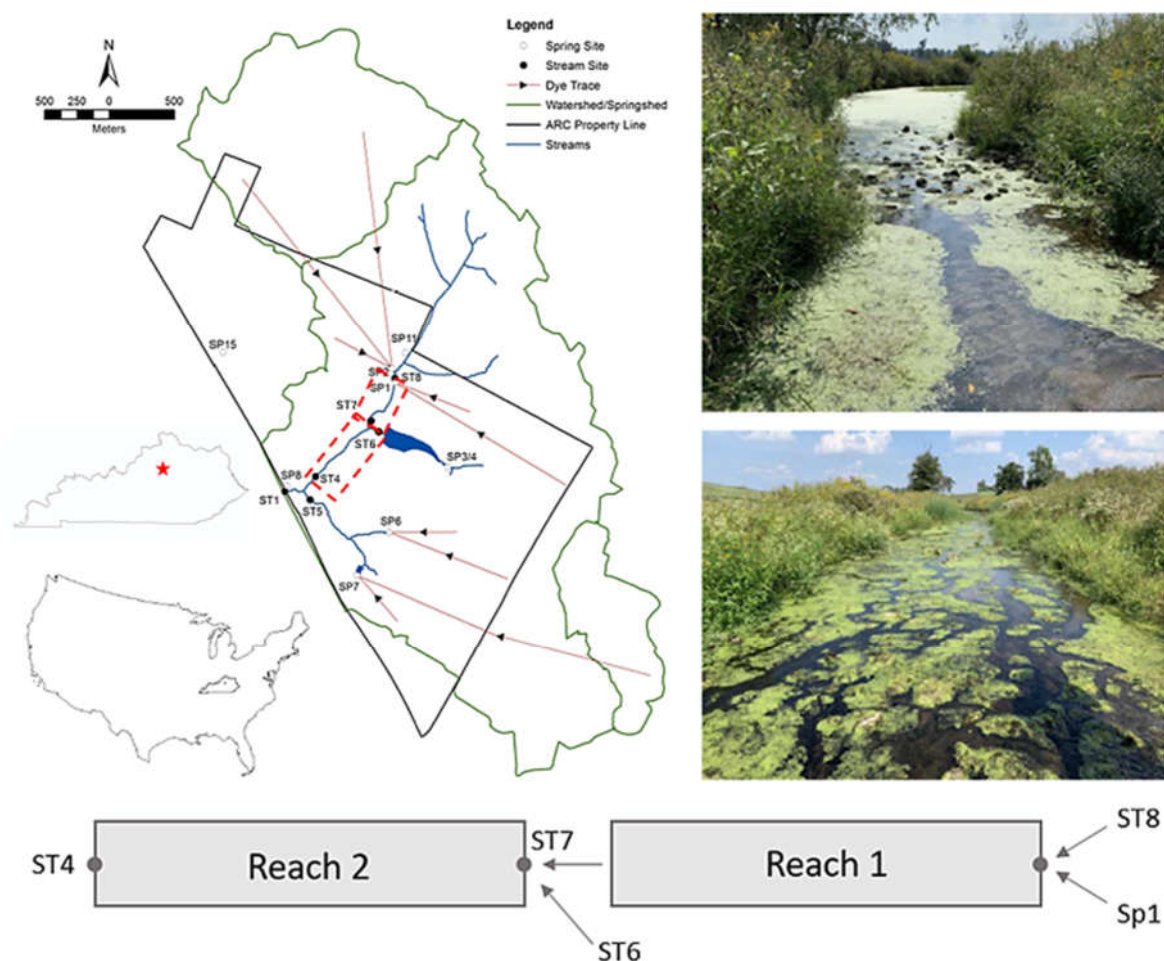 N
500 250 0 500
Meters
Legend
Spring Site
Stream Site
Dye Trace
Watershed/Springshed
ARC Property Line
Streams
SP15
SP11
SP2
ST8
SP1
ST7
ST6
SP3/4
SP8
ST4
ST1
ST5
SP6
SP7
ST4
Reach 2
ST7
Reach 1
ST8
Sp1
ST6